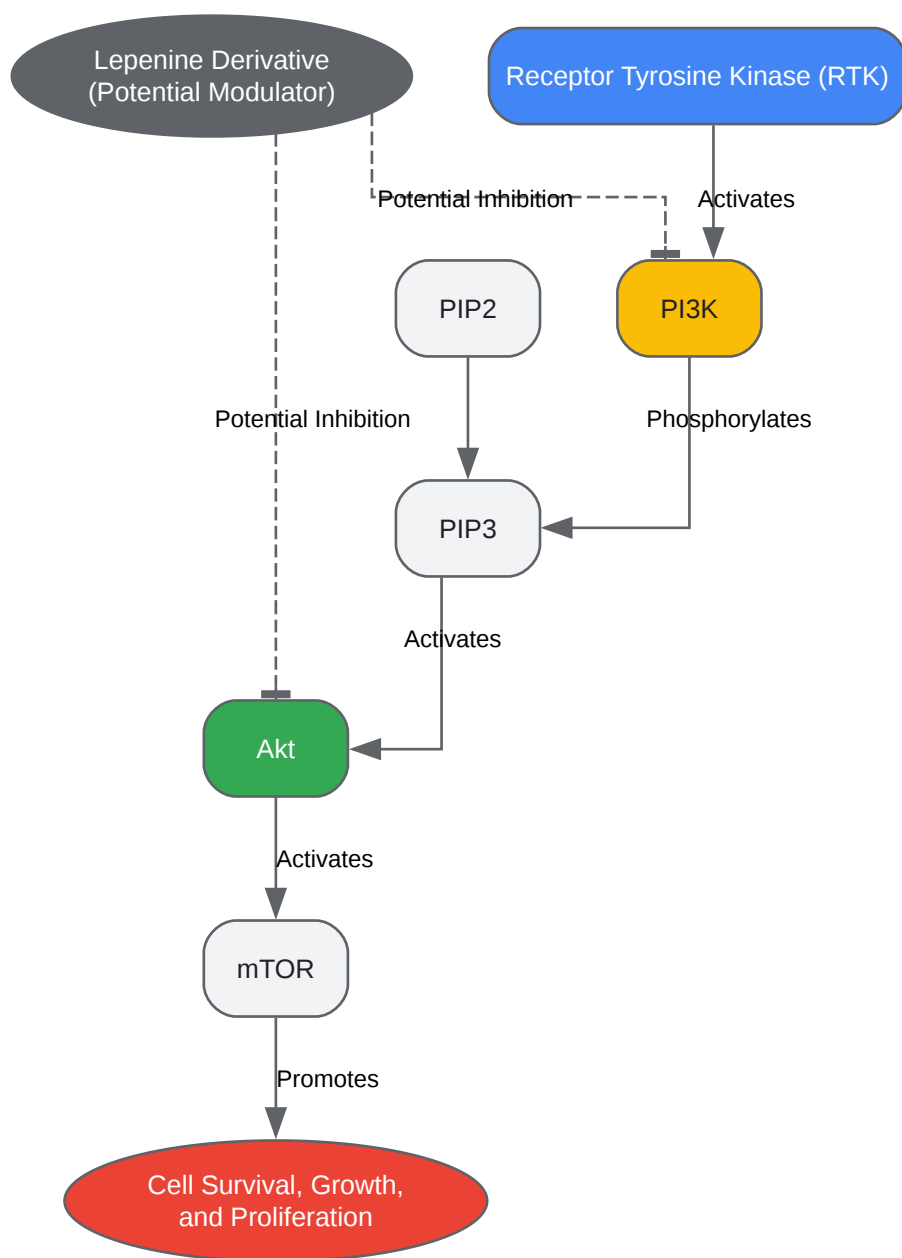 Lepenine Derivative
(Potential Modulator)
Receptor Tyrosine Kinase (RTK)
Potential Inhibition
Activates
PIP2
PI3K
Potential Inhibition
Phosphorylates
PIP3
Activates
Akt
Activates
mTOR
Promotes
Cell Survival, Growth,
and Proliferation